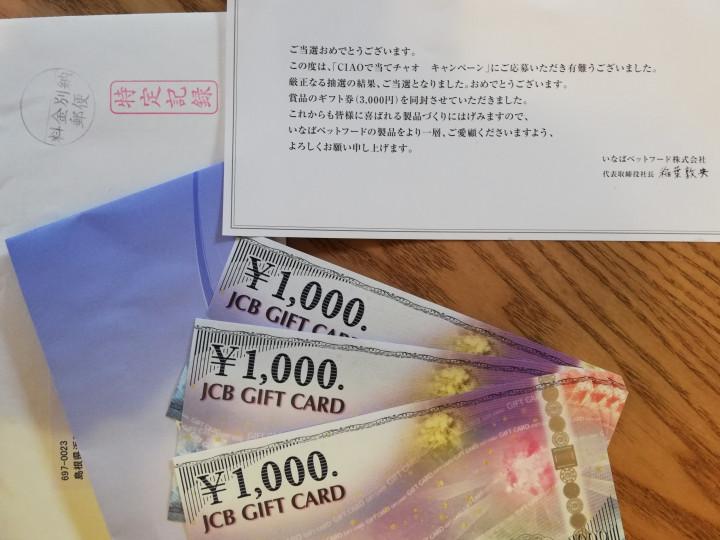 ご当選おめでとうございます。
この度は、「CIAOで当てチャオ　キャンペーン」にご応募いただき有難うございました。
厳正なる抽選の結果、ご当選となりました。おめでとうございます。
賞品のギフト券(3,000円)を同封させていただきました。
これからも皆様に喜ばれる製品づくりにはげみますので、
いなばペットフードの製品をより一層、ご愛顧くださいますよう、
よろしくお願い申し上げます。
いなばペットフード株式会社
代表取締役社長 稲葉敦央
料金別納
郵便
特定記録
¥1,000.
JCB GIFT CARD
¥1,000.
JCB GIFT CARD
¥1,000.
JCB GIFT CARD
697-0023
島根県